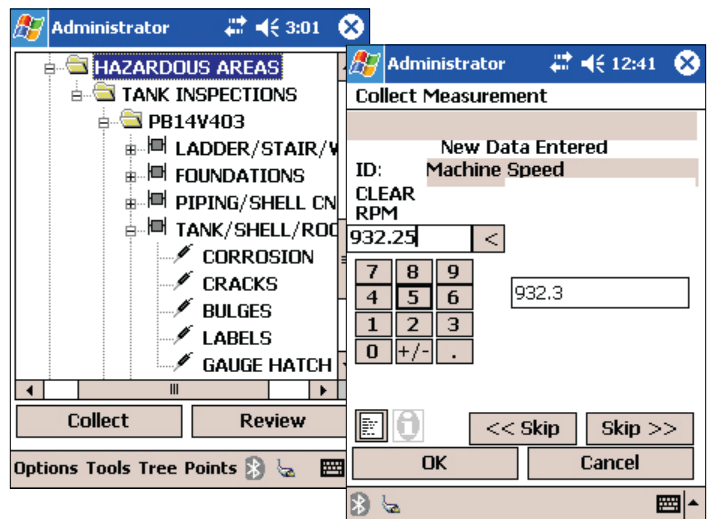 Administrator 3:01
HAZARDOUS AREAS
TANK INSPECTIONS
PB14V403
LADDER/STAIR/V
FOUNDATIONS
PIPING/SHELL CN
TANK/SHELL/ROO
CORROSION
CRACKS
BULGES
LABELS
GAUGE HATCH
Collect Review
Options Tools Tree Points
Administrator 12:41
Collect Measurement
New Data Entered
ID: Machine Speed
CLEAR
RPM
932.25 <
7 8 9
4 5 6
932.3
1 2 3
0 +/- .
<< Skip Skip >>
OK Cancel